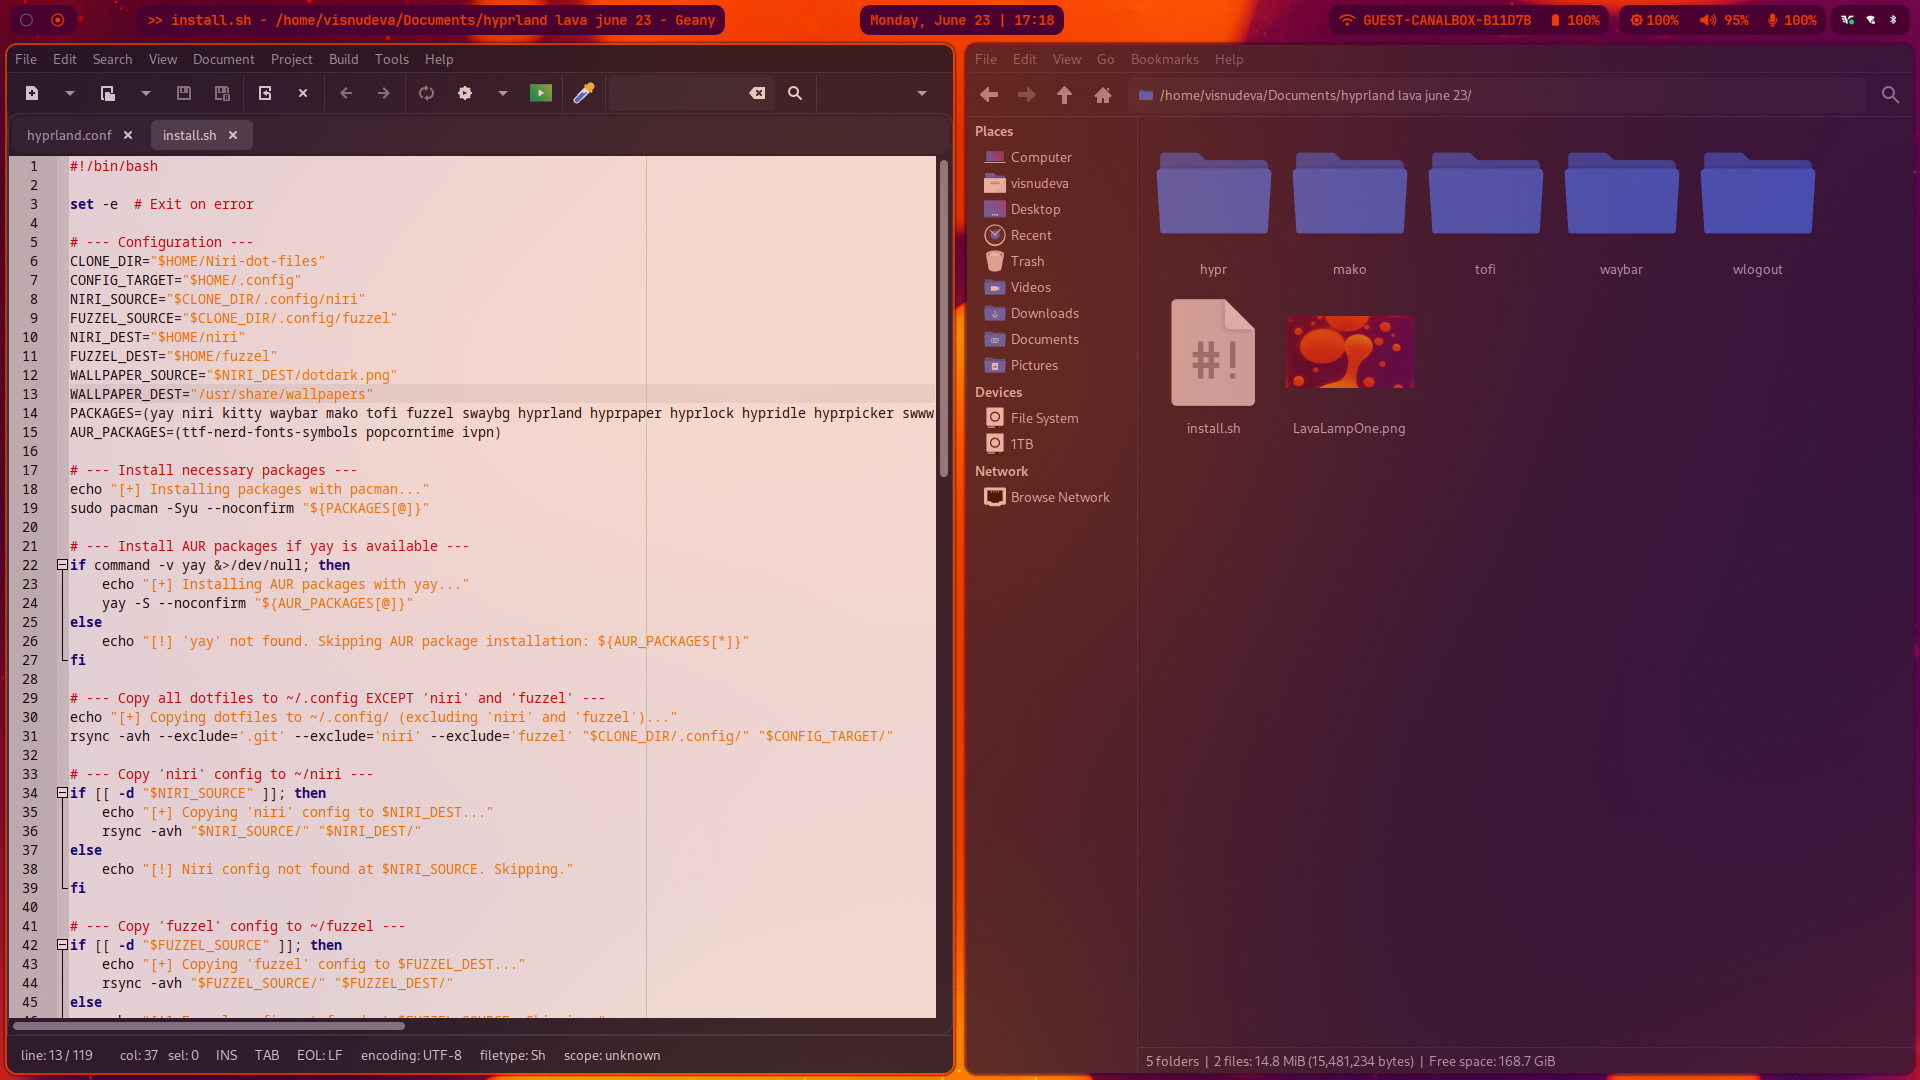 >> install.sh - /home/visnudeva/Documents/hyprland lava june 23 - Geany
Monday, June 23 | 17:18
GUEST-CANALBOX-B11D7B 100% 100% 95% 100%
File Edit Search View Document Project Build Tools Help
hyprland.conf install.sh
1 #!/bin/bash
2
3 set -e  # Exit on error
4
5 # --- Configuration ---
6 CLONE_DIR="$HOME/Niri-dot-files"
7 CONFIG_TARGET="$HOME/.config"
8 NIRI_SOURCE="$CLONE_DIR/.config/niri"
9 FUZZEL_SOURCE="$CLONE_DIR/.config/fuzzel"
10 NIRI_DEST="$HOME/niri"
11 FUZZEL_DEST="$HOME/fuzzel"
12 WALLPAPER_SOURCE="$NIRI_DEST/dotdark.png"
13 WALLPAPER_DEST="/usr/share/wallpapers"
14 PACKAGES=(yay niri kitty waybar mako tofi fuzzel swaybg hyprland hyprpaper hyprlock hypridle hyprpicker swww
15 AUR_PACKAGES=(ttf-nerd-fonts-symbols popcorntime ivpn)
16
17 # --- Install necessary packages ---
18 echo "[+] Installing packages with pacman..."
19 sudo pacman -Syu --noconfirm "${PACKAGES[@]}"
20
21 # --- Install AUR packages if yay is available ---
22 if command -v yay &>/dev/null; then
23     echo "[+] Installing AUR packages with yay..."
24     yay -S --noconfirm "${AUR_PACKAGES[@]}"
25 else
26     echo "[!] 'yay' not found. Skipping AUR package installation: ${AUR_PACKAGES[*]}"
27 fi
28
29 # --- Copy all dotfiles to ~/.config EXCEPT 'niri' and 'fuzzel' ---
30 echo "[+] Copying dotfiles to ~/.config/ (excluding 'niri' and 'fuzzel')..."
31 rsync -avh --exclude='.git' --exclude='niri' --exclude='fuzzel' "$CLONE_DIR/.config/" "$CONFIG_TARGET/"
32
33 # --- Copy 'niri' config to ~/niri ---
34 if [[ -d "$NIRI_SOURCE" ]]; then
35     echo "[+] Copying 'niri' config to $NIRI_DEST..."
36     rsync -avh "$NIRI_SOURCE/" "$NIRI_DEST/"
37 else
38     echo "[!] Niri config not found at $NIRI_SOURCE. Skipping."
39 fi
40
41 # --- Copy 'fuzzel' config to ~/fuzzel ---
42 if [[ -d "$FUZZEL_SOURCE" ]]; then
43     echo "[+] Copying 'fuzzel' config to $FUZZEL_DEST..."
44     rsync -avh "$FUZZEL_SOURCE/" "$FUZZEL_DEST/"
45 else
line: 13 / 119 col: 37 sel: 0 INS TAB EOL: LF encoding: UTF-8 filetype: Sh scope: unknown
File Edit View Go Bookmarks Help
/home/visnudeva/Documents/hyprland lava june 23/
Places
Computer
visnudeva
Desktop
Recent
Trash
Videos
Downloads
Documents
Pictures
Devices
File System
1TB
Network
Browse Network
hypr mako tofi waybar wlogout
#!
install.sh LavaLampOne.png
5 folders | 2 files: 14.8 MiB (15,481,234 bytes) | Free space: 168.7 GiB